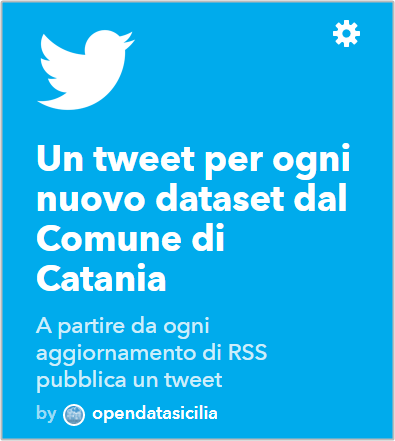 Un tweet per ogni
nuovo dataset dal
Comune di
Catania
A partire da ogni
aggiornamento di RSS
pubblica un tweet
by opendatasicilia